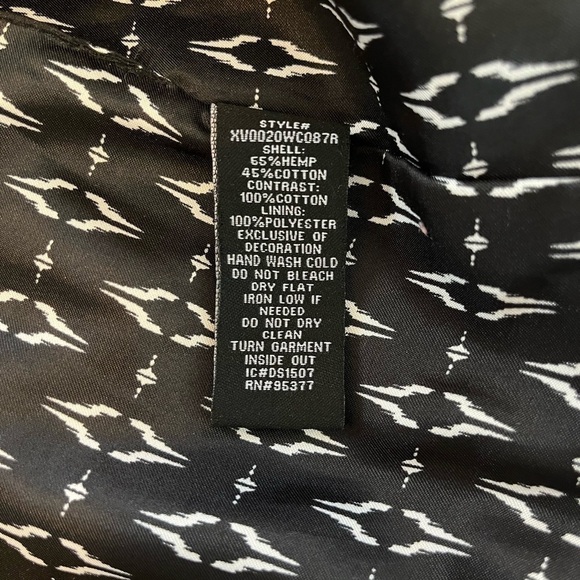 STYLE#
XV0020WC087R
SHELL:
55%HEMP
45%COTTON
CONTRAST:
100%COTTON
LINING:
100%POLYESTER
EXCLUSIVE OF
DECORATION
HAND WASH COLD
DO NOT BLEACH
DRY FLAT
IRON LOW IF
NEEDED
DO NOT DRY
CLEAN
TURN GARMENT
INSIDE OUT
IC#DS1507
RN#95377